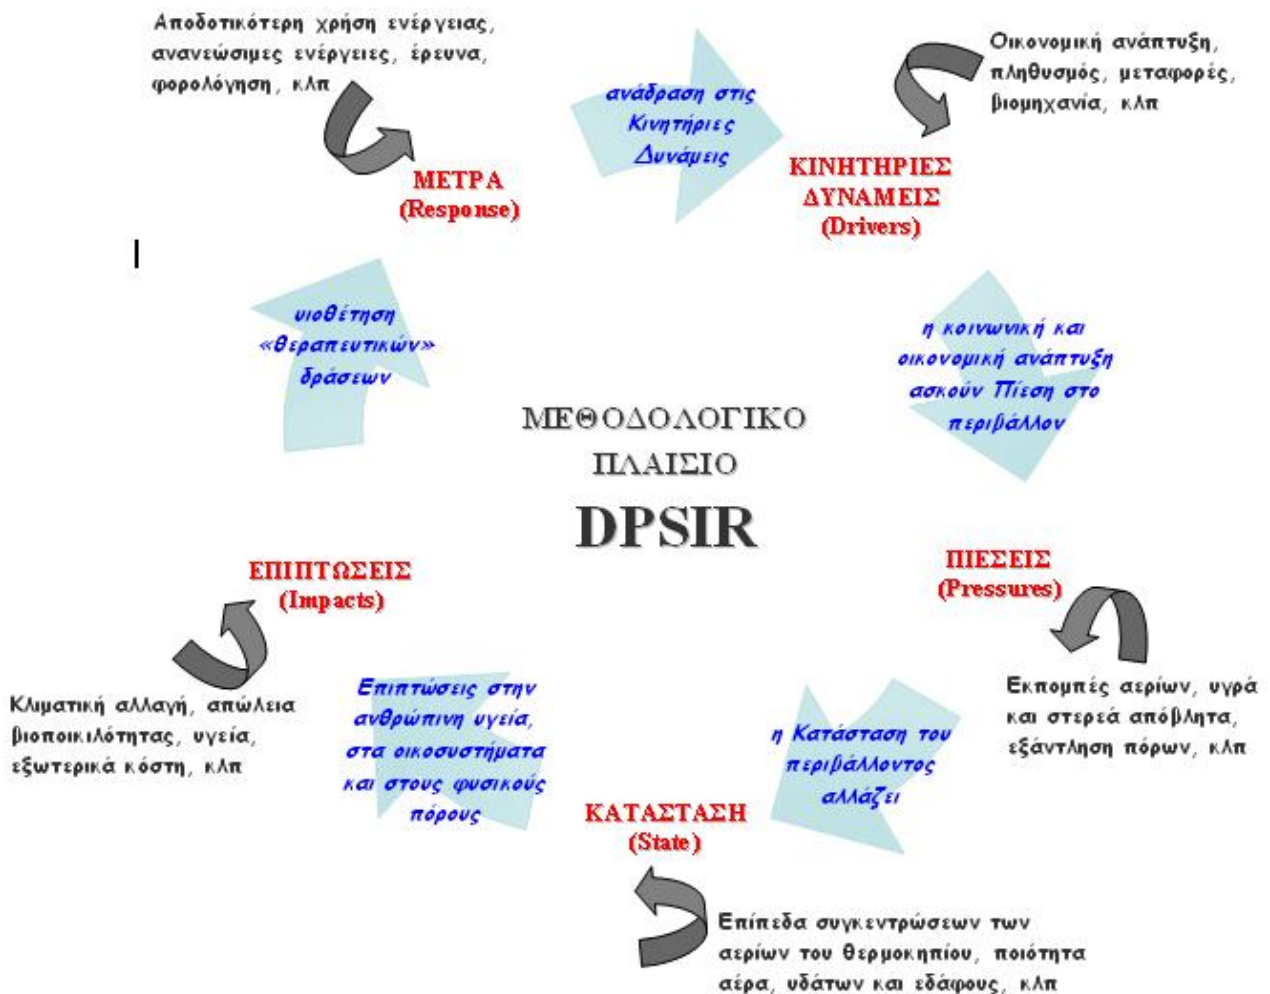 Αποδοτικότερη χρήση ενέργειας,
ανανεώσιμες ενέργειες, έρευνα,
φορολόγηση, κλπ
ανάδραση στις
Κινητήριες
Δυνάμεις
Οικονομική ανάπτυξη,
πληθυσμός, μεταφορές,
βιομηχανία, κλπ
ΜΕΤΡΑ
(Response)
ΚΙΝΗΤΗΡΙΕΣ
ΔΥΝΑΜΕΙΣ
(Drivers)
υιοθέτηση
«θεραπευτικών»
δράσεων
η κοινωνική και
οικονομική ανάπτυξη
ασκούν Πίεση στο
περιβάλλον
ΜΕΘΟΔΟΛΟΓΙΚΟ
ΠΛΑΙΣΙΟ
DPSIR
ΕΠΙΠΤΩΣΕΙΣ
(Impacts)
ΠΙΕΣΕΙΣ
(Pressures)
Κλιματική αλλαγή, απώλεια
βιοποικιλότητας, υγεία,
εξωτερικά κόστη, κλπ
Επιπτώσεις στην
ανθρώπινη υγεία,
στα οικοσυστήματα
και στους φυσικούς
πόρους
η Κατάσταση του
περιβάλλοντος
αλλάζει
Εκπομπές αερίων, υγρά
και στερεά απόβλητα,
εξάντληση πόρων, κλπ
ΚΑΤΑΣΤΑΣΗ
(State)
Επίπεδα συγκεντρώσεων των
αερίων του θερμοκηπίου, ποιότητα
αέρα, υδάτων και εδάφους, κλπ